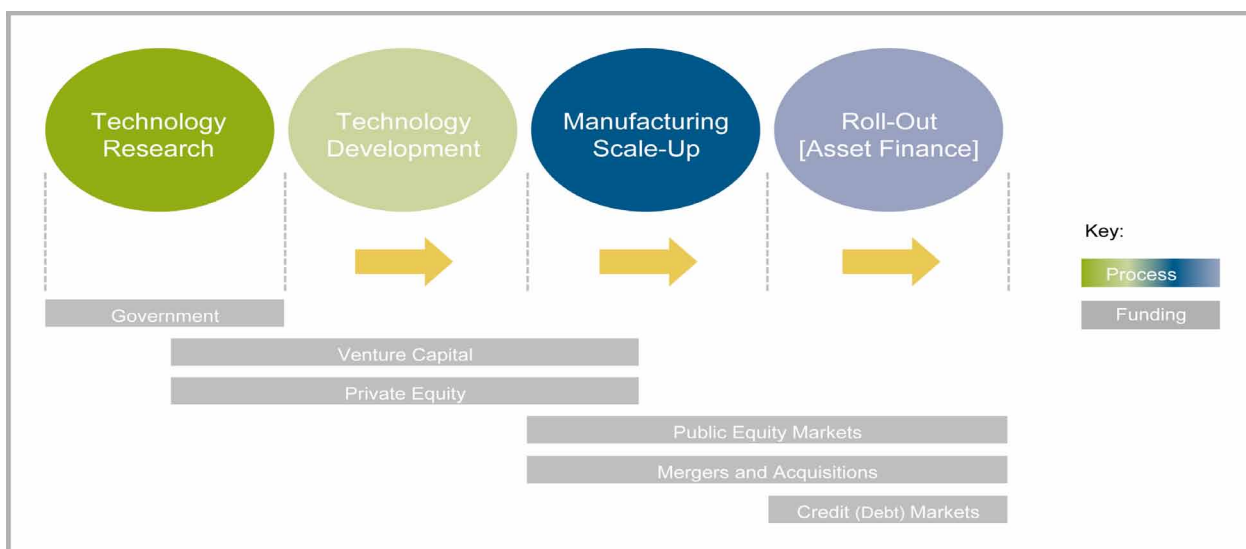 Technology
Research
Technology
Development
Manufacturing
Scale-Up
Roll-Out
[Asset Finance]
Key:
Process
Funding
Government
Venture Capital
Private Equity
Public Equity Markets
Mergers and Acquisitions
Credit (Debt) Markets